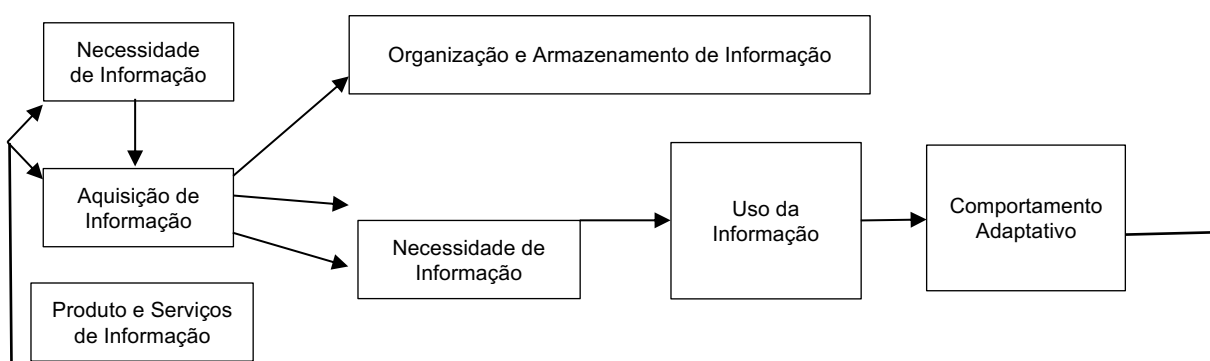 Necessidade
de Informação
Organização e Armazenamento de Informação
Aquisição de
Informação
Necessidade de
Informação
Uso da
Informação
Comportamento
Adaptativo
Produto e Serviços
de Informação